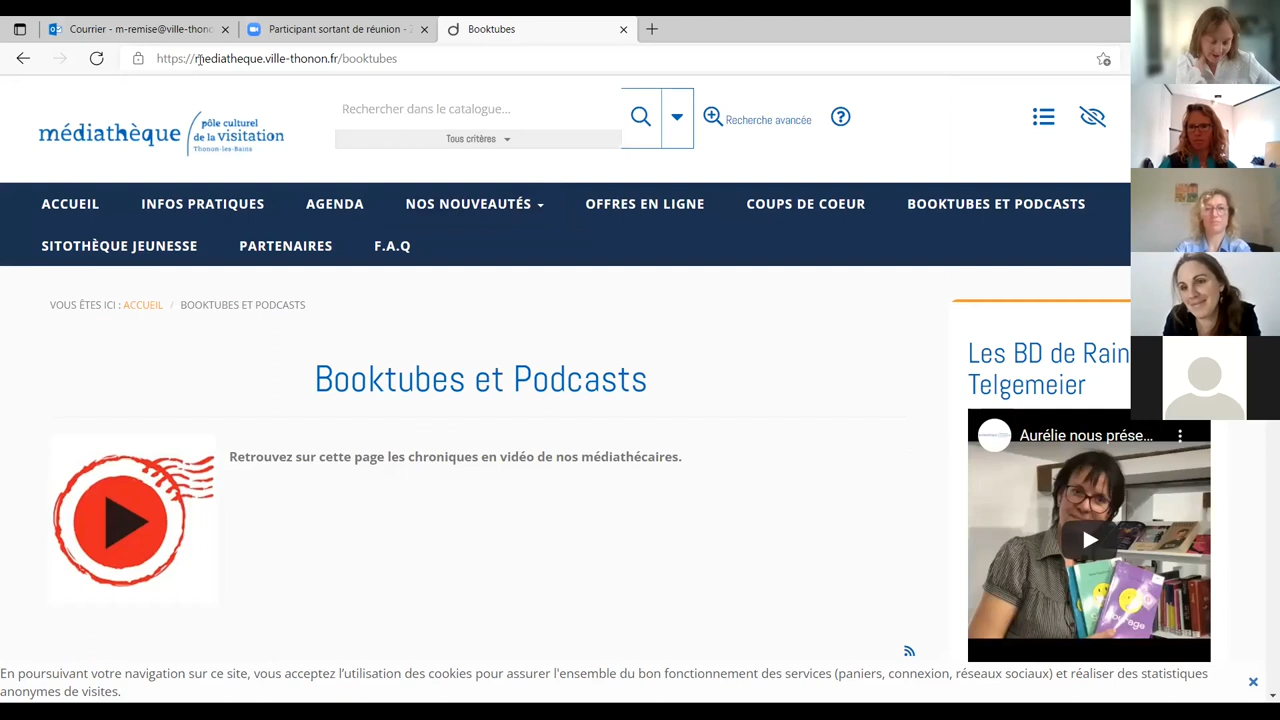 Courrier - m-remise@ville-thono
Participant sortant de réunion - 2
Booktubes
https://mediatheque.ville-thonon.fr/booktubes
médiathèque
pôle culturel
de la visitation
Thonon-les-Bains
Rechercher dans le catalogue...
Tous critères
Recherche avancée
ACCUEIL INFOS PRATIQUES AGENDA NOS NOUVEAUTÉS OFFRES EN LIGNE COUPS DE COEUR BOOKTUBES ET PODCASTS
SITOTHÈQUE JEUNESSE PARTENAIRES F.A.Q
VOUS ÊTES ICI : ACCUEIL / BOOKTUBES ET PODCASTS
Booktubes et Podcasts
Retrouvez sur cette page les chroniques en vidéo de nos médiathécaires.
Les BD de Rain
Telgemeier
Aurélie nous prése...
En poursuivant votre navigation sur ce site, vous acceptez l'utilisation des cookies pour assurer l'ensemble du bon fonctionnement des services (paniers, connexion, réseaux sociaux) et réaliser des statistiques
anonymes de visites.